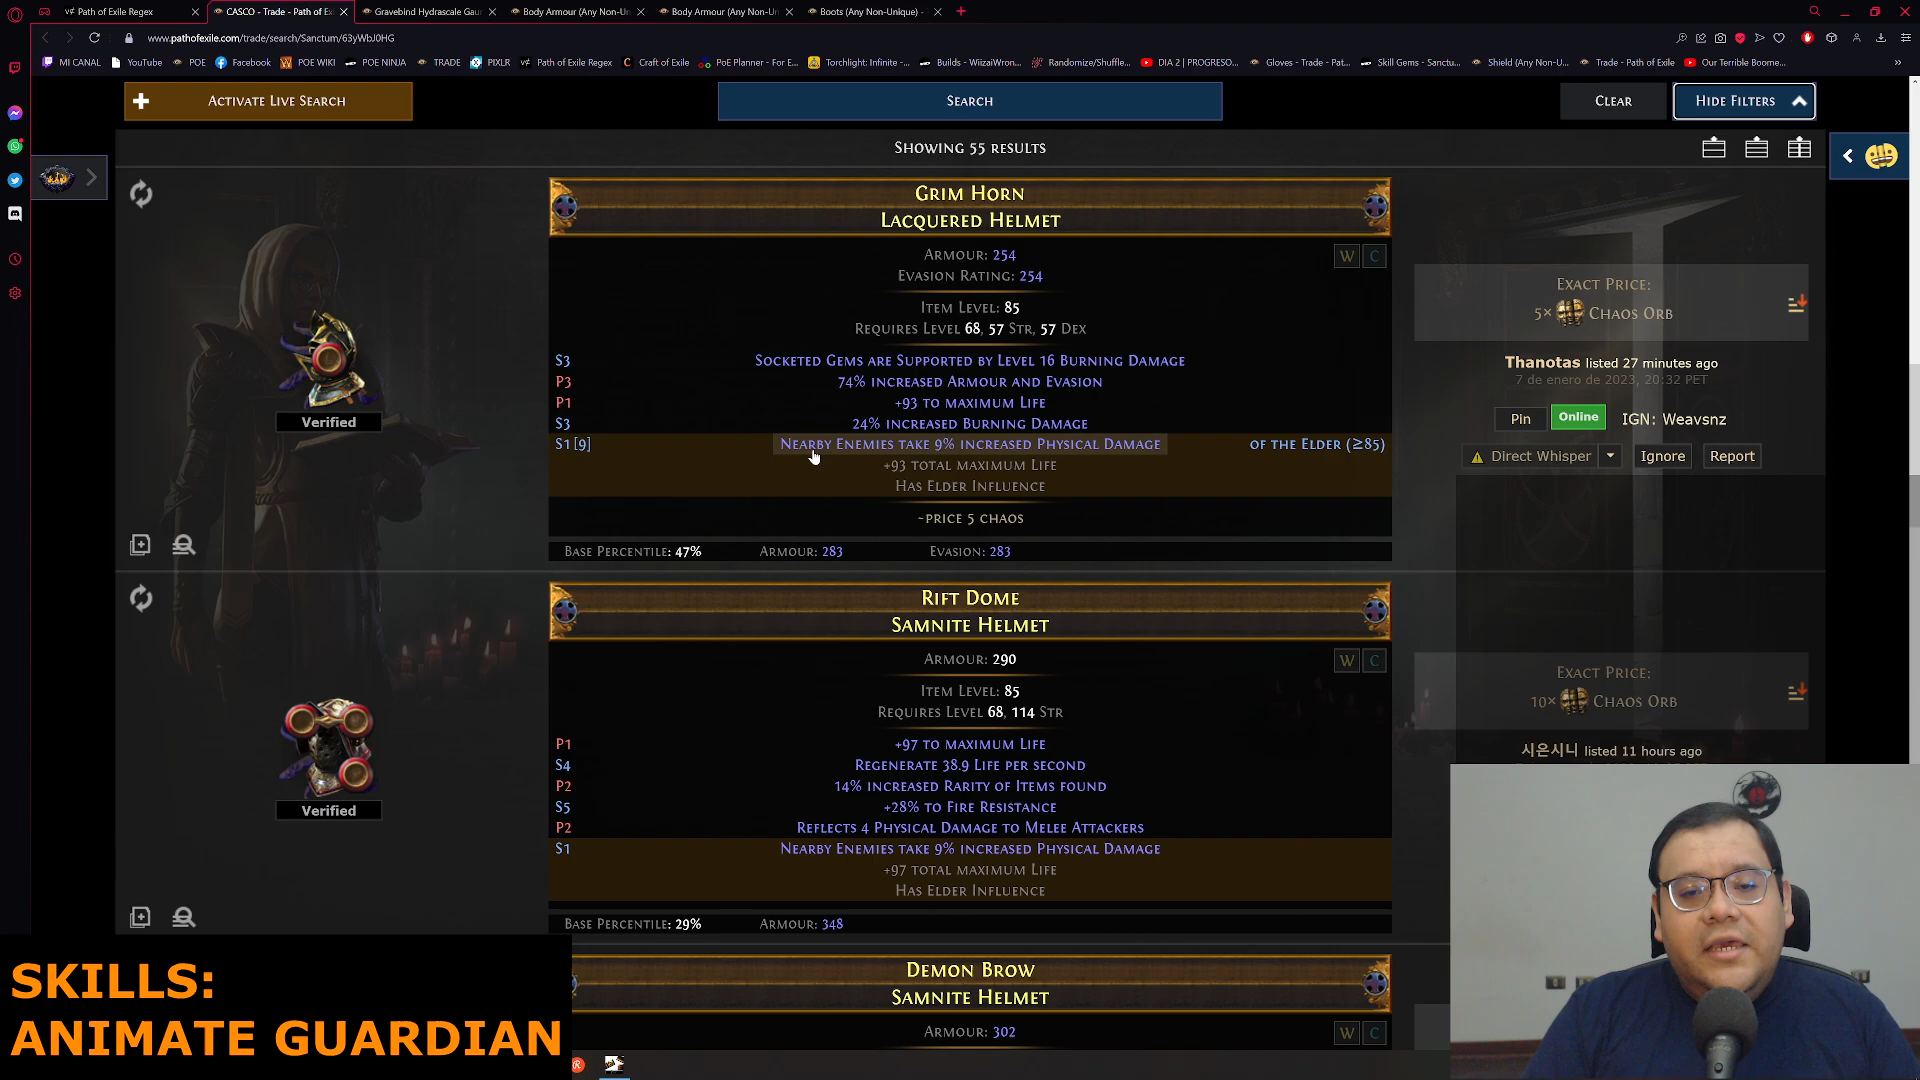 Path of Exile Regex
CASCO - Trade - Path of Ex
Gravebind Hydrascale Gau
Body Armour (Any Non-Un
Body Armour (Any Non-Un
Boots (Any Non-Unique) -
www.pathofexile.com/trade/search/Sanctum/63yWbJ0HG
MI CANAL
YouTube
POE
Facebook
POE WIKI
POE NINJA
TRADE
PIXLR
Path of Exile Regex
Craft of Exile
PoE Planner - For E...
Torchlight: Infinite -...
Builds - WiizaiWron...
Randomize/Shuffle...
DIA 2 | PROGRESO...
Gloves - Trade - Pat...
Skill Gems - Sanctu...
Shield (Any Non-U...
Trade - Path of Exile
Our Terrible Boome...
Activate Live Search
Search
Clear
Hide Filters
Showing 55 results
Grim Horn
Lacquered Helmet
Armour: 254
Evasion Rating: 254
W C
Item Level: 85
Requires Level 68, 57 Str, 57 Dex
S3 Socketed Gems are Supported by Level 16 Burning Damage
P3 74% increased Armour and Evasion
P1 +93 to maximum Life
S3 24% increased Burning Damage
S1 [9] Nearby Enemies take 9% increased Physical Damage of the Elder (≥85)
+93 total maximum Life
Has Elder Influence
~price 5 chaos
Base Percentile: 47% Armour: 283 Evasion: 283
Verified
Exact Price:
5× Chaos Orb
Thanotas listed 27 minutes ago
7 de enero de 2023, 20:32 PET
Pin Online IGN: Weavsnz
Direct Whisper Ignore Report
Rift Dome
Samnite Helmet
Armour: 290
W C
Item Level: 85
Requires Level 68, 114 Str
P1 +97 to maximum Life
S4 Regenerate 38.9 Life per second
P2 14% increased Rarity of Items found
S5 +28% to Fire Resistance
P2 Reflects 4 Physical Damage to Melee Attackers
S1 Nearby Enemies take 9% increased Physical Damage
+97 total maximum Life
Has Elder Influence
Base Percentile: 29% Armour: 348
Verified
Exact Price:
10× Chaos Orb
시은시니 listed 11 hours ago
Demon Brow
Samnite Helmet
Armour: 302
W C
SKILLS:
ANIMATE GUARDIAN